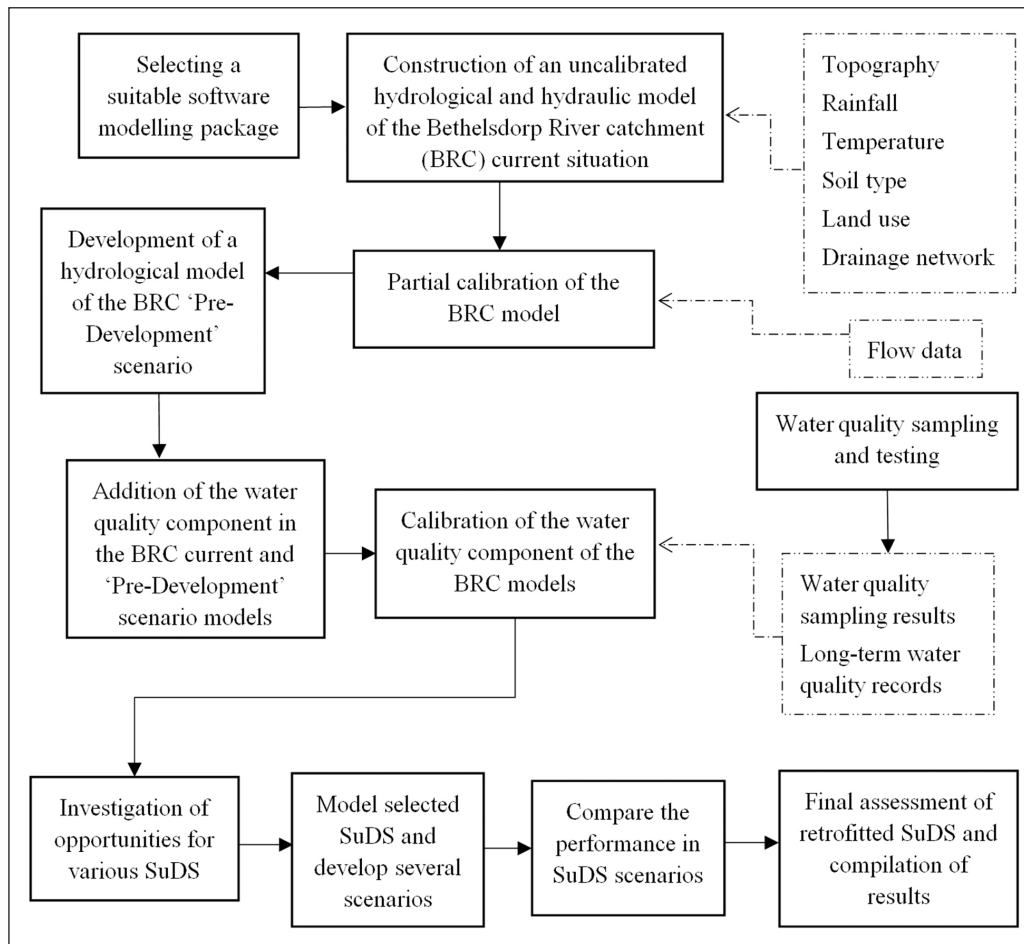 Selecting a
suitable software
modelling package
Construction of an uncalibrated
hydrological and hydraulic model
of the Bethelsdorp River catchment
(BRC) current situation
Topography
Rainfall
Temperature
Soil type
Land use
Drainage network
Development of a
hydrological model
of the BRC ‘Pre-
Development’
scenario
Partial calibration of the
BRC model
Flow data
Water quality sampling
and testing
Addition of the water
quality component in
the BRC current and
‘Pre-Development’
scenario models
Calibration of the water
quality component of the
BRC models
Water quality
sampling results
Long-term water
quality records
Investigation of
opportunities for
various SuDS
Model selected
SuDS and
develop several
scenarios
Compare the
performance in
SuDS scenarios
Final assessment of
retrofitted SuDS and
compilation of
results